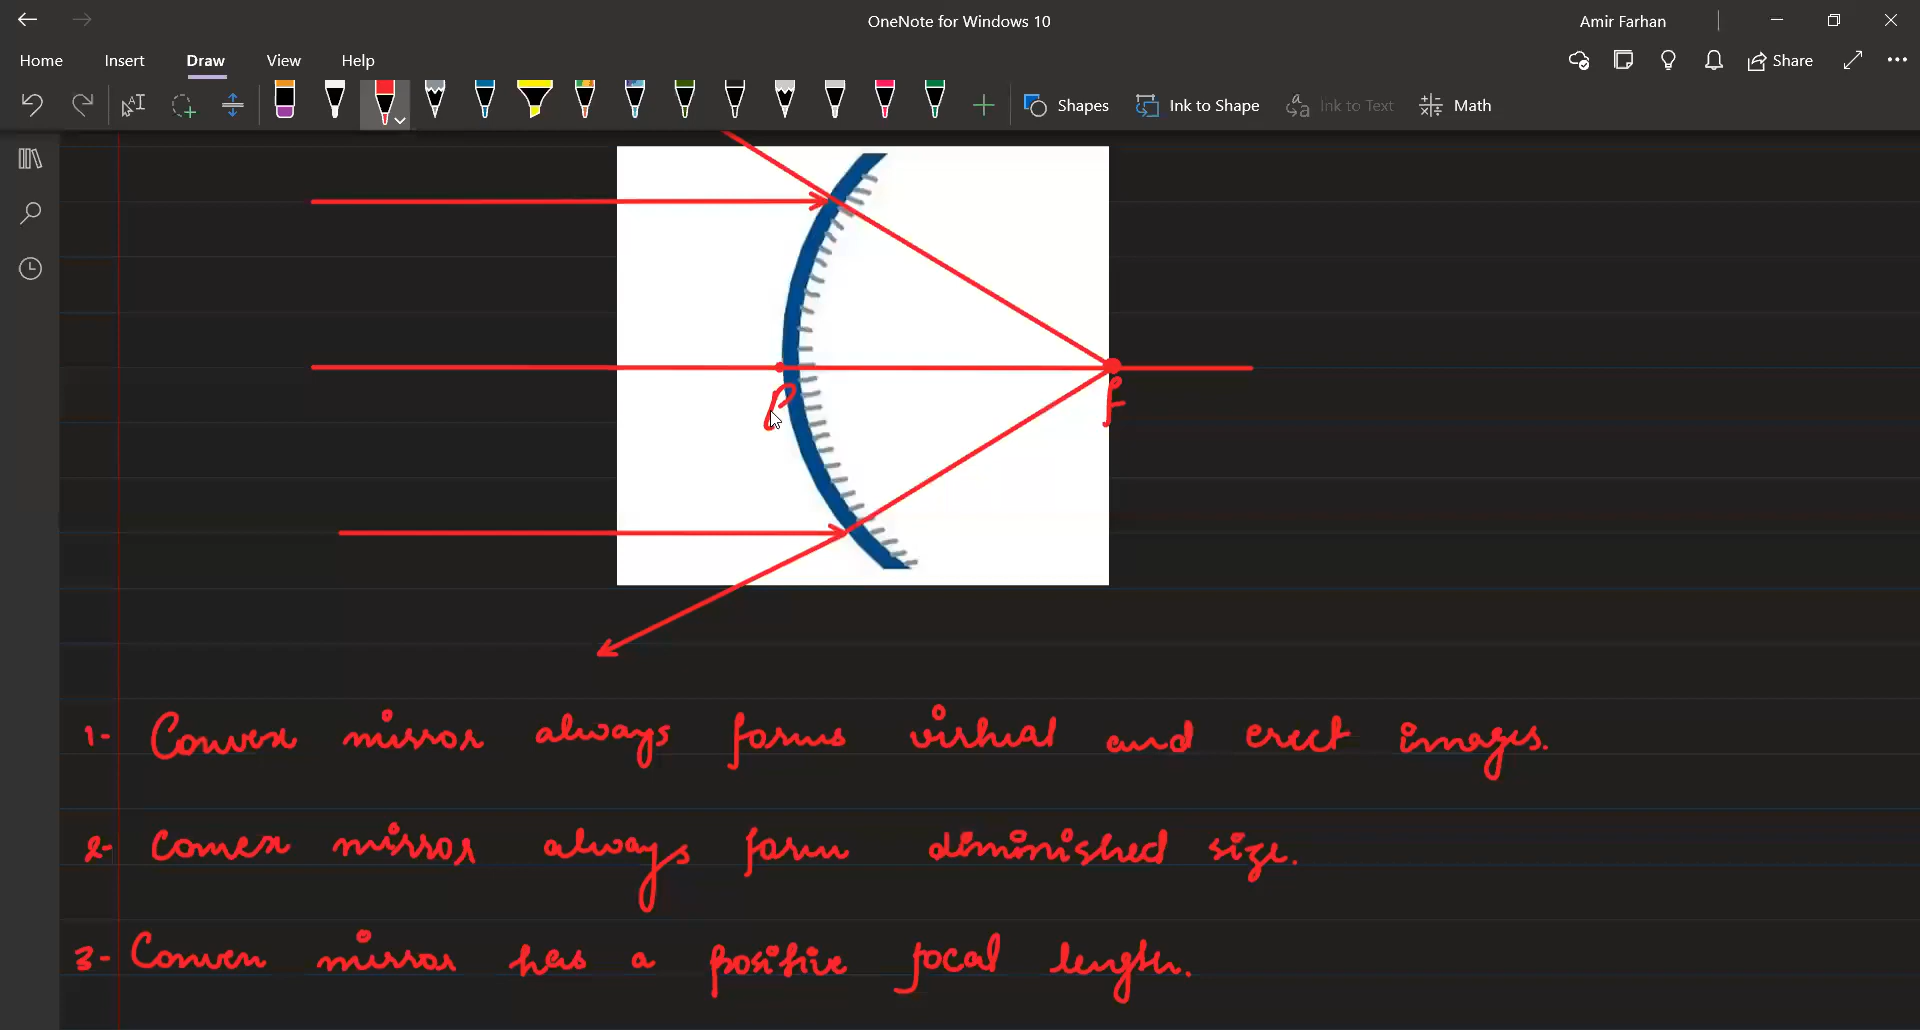 OneNote for Windows 10
Amir Farhan
Home Insert Draw View Help
Share
Shapes Ink to Shape Ink to Text Math
P
f
1- Convex mirror always forms virtual and erect images.
2- Convex mirror always form diminished size.
3- Convex mirror has a positive focal length.